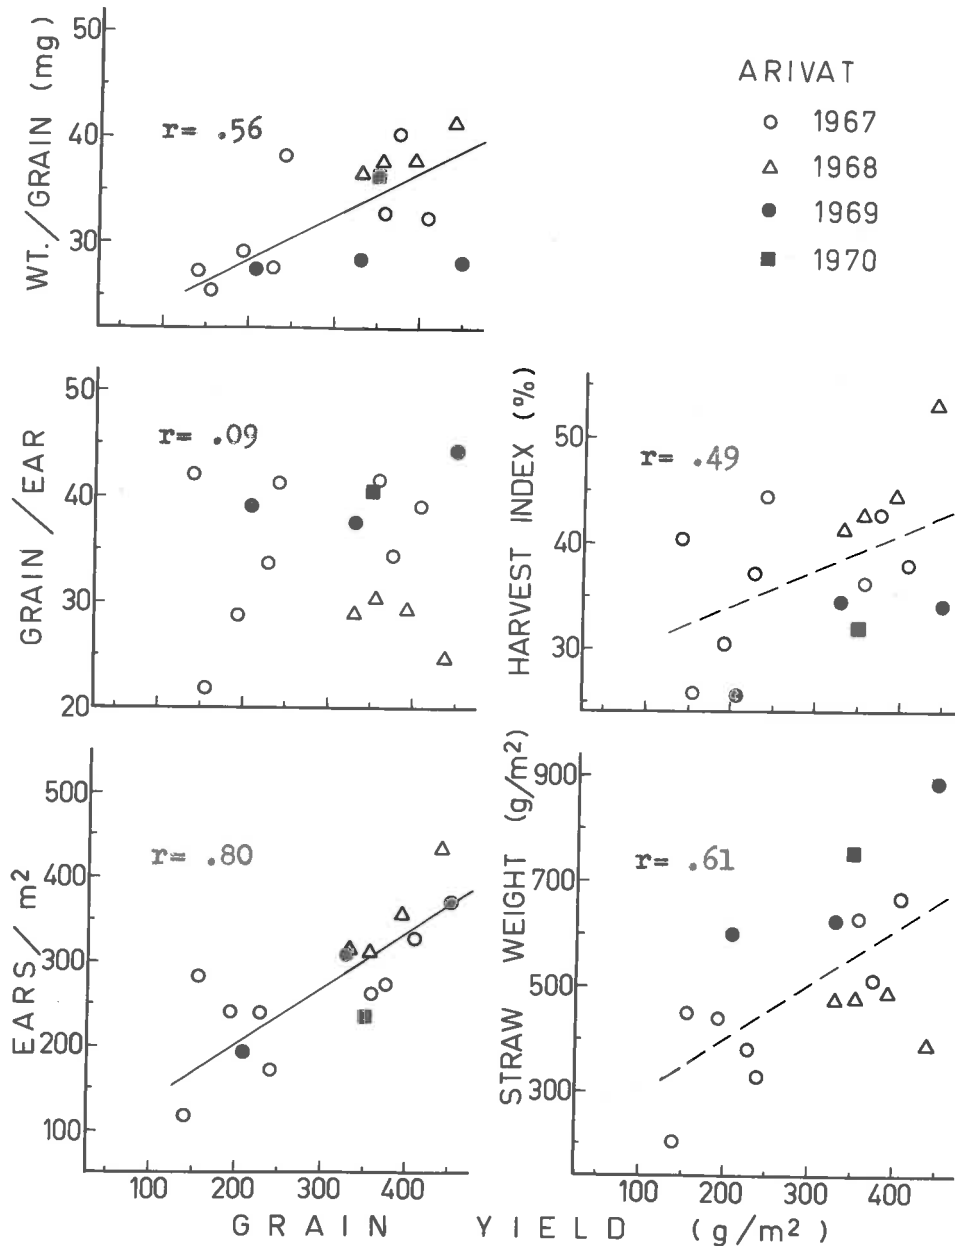 WT./GRAIN (mg)
50
40
30
r= .56
ARIVAT
1967
1968
1969
1970
GRAIN/EAR
50
40
30
20
r= .09
HARVEST INDEX (%)
50
40
30
r= .49
EARS/m²
500
400
300
200
100
r= .80
100 200 300 400
STRAW WEIGHT (g/m²)
900
700
500
300
r= .61
100 200 300 400
GRAIN YIELD (g/m²)